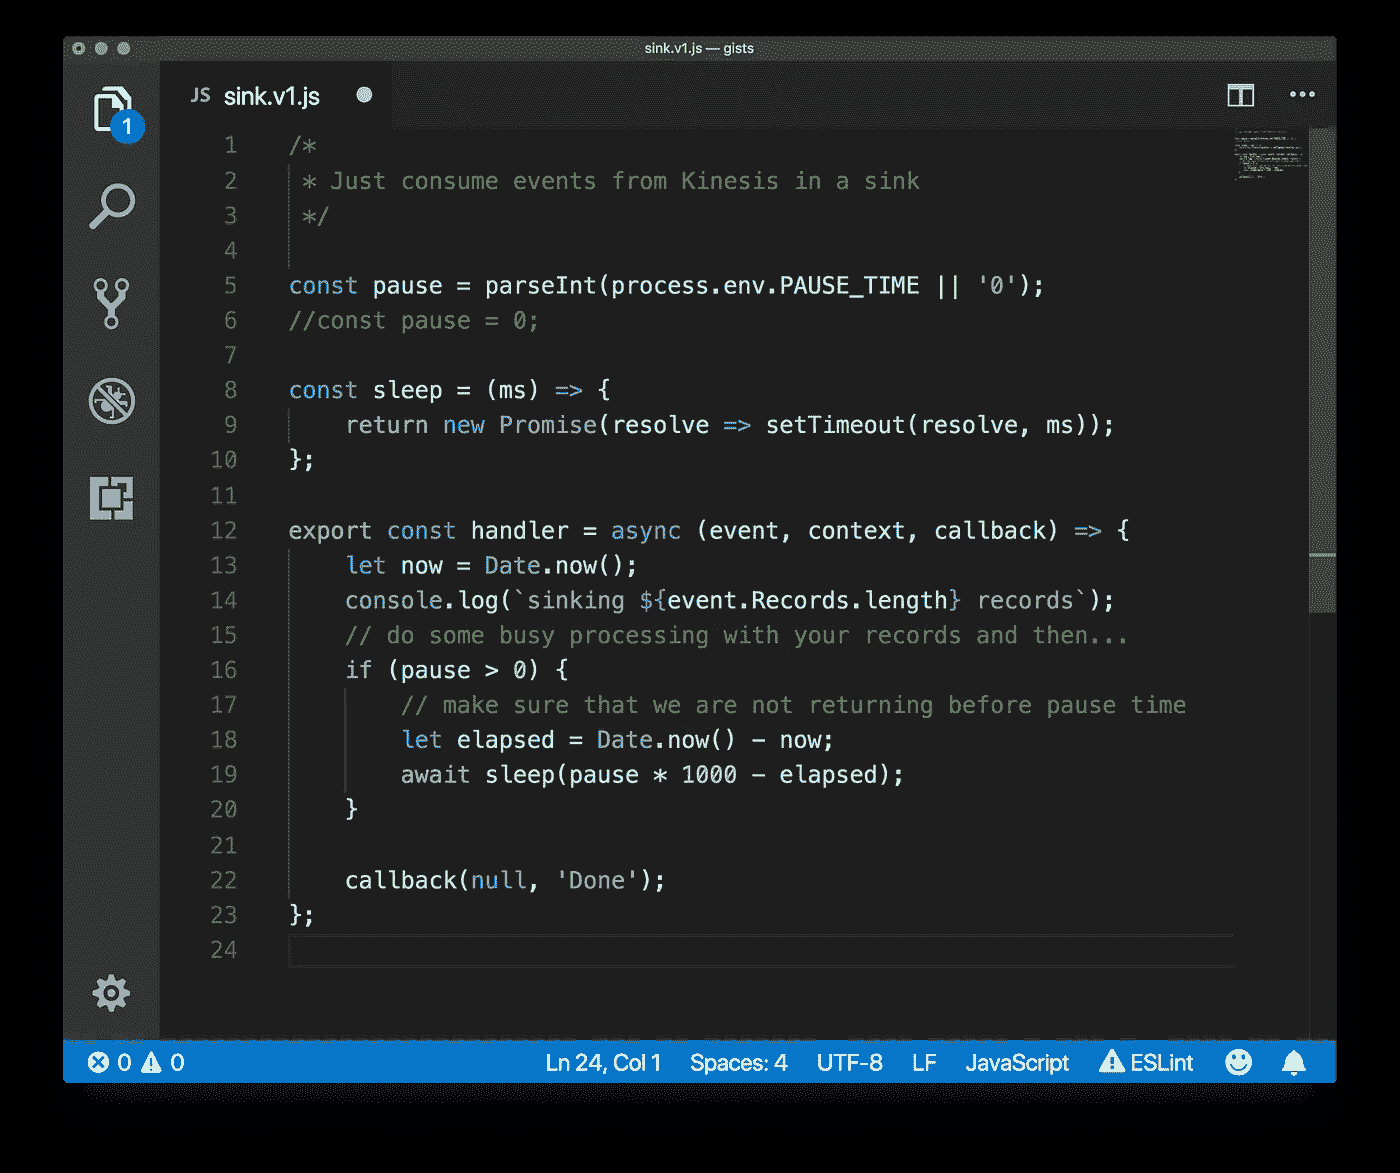 sink.v1.js — gists
JS sink.v1.js
1
1 /*
2  * Just consume events from Kinesis in a sink
3  */
4
5 const pause = parseInt(process.env.PAUSE_TIME || '0');
6 //const pause = 0;
7
8 const sleep = (ms) => {
9     return new Promise(resolve => setTimeout(resolve, ms));
10 };
11
12 export const handler = async (event, context, callback) => {
13     let now = Date.now();
14     console.log(`sinking ${event.Records.length} records`);
15     // do some busy processing with your records and then...
16     if (pause > 0) {
17         // make sure that we are not returning before pause time
18         let elapsed = Date.now() - now;
19         await sleep(pause * 1000 - elapsed);
20     }
21
22     callback(null, 'Done');
23 };
24
0 0 Ln 24, Col 1 Spaces: 4 UTF-8 LF JavaScript ESLint